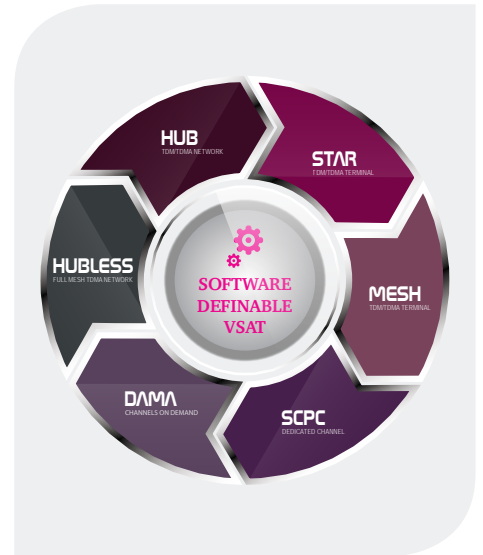 HUB
TDM/TDMA NETWORK
STAR
TDM/TDMA TERMINAL
MESH
TDM/TDMA TERMINAL
SCPC
DEDICATED CHANNEL
DAMA
CHANNELS ON DEMAND
HUBLESS
FULL MESH TDMA NETWORK
SOFTWARE
DEFINABLE
VSAT